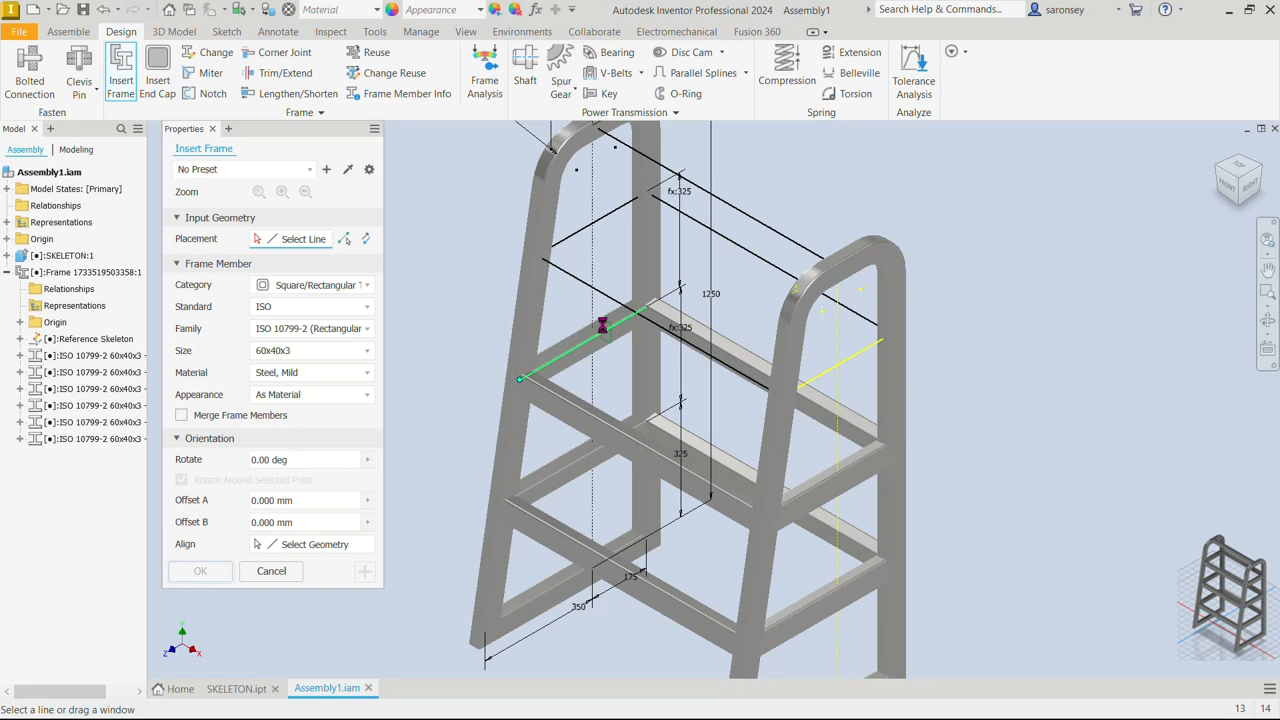 Material
Appearance
Autodesk Inventor Professional 2024
Assembly1
Search Help & Commands...
saronsey
File
Assemble
Design
3D Model
Sketch
Annotate
Inspect
Tools
Manage
View
Environments
Collaborate
Electromechanical
Fusion 360
Bolted Connection
Clevis Pin
Insert Frame
Insert End Cap
Change
Miter
Notch
Corner Joint
Trim/Extend
Lengthen/Shorten
Reuse
Change Reuse
Frame Member Info
Frame Analysis
Shaft
Spur Gear
Bearing
V-Belts
Key
Disc Cam
Parallel Splines
O-Ring
Compression
Extension
Belleville
Torsion
Tolerance Analysis
Fasten
Frame
Power Transmission
Spring
Analyze
Model
Assembly
Modeling
Assembly1.iam
Model States: [Primary]
Relationships
Representations
Origin
[●]:SKELETON:1
[●]:Frame 1733519503358:1
Relationships
Representations
Origin
[●]:Reference Skeleton
[●]:ISO 10799-2 60x40x3 -
[●]:ISO 10799-2 60x40x3 -
[●]:ISO 10799-2 60x40x3 -
[●]:ISO 10799-2 60x40x3 -
[●]:ISO 10799-2 60x40x3 -
[●]:ISO 10799-2 60x40x3 -
Properties
Insert Frame
No Preset
Zoom
Input Geometry
Placement
Select Line
Frame Member
Category
Square/Rectangular T
Standard
ISO
Family
ISO 10799-2 (Rectangular
Size
60x40x3
Material
Steel, Mild
Appearance
As Material
Merge Frame Members
Orientation
Rotate
0.00 deg
Rotate Around Selected Point
Offset A
0.000 mm
Offset B
0.000 mm
Align
Select Geometry
OK
Cancel
fx:325
1250
fx:325
325
175
350
TOP
FRONT
RIGHT
Y
Z
X
Home
SKELETON.ipt
Assembly1.iam
Select a line or drag a window
13
14